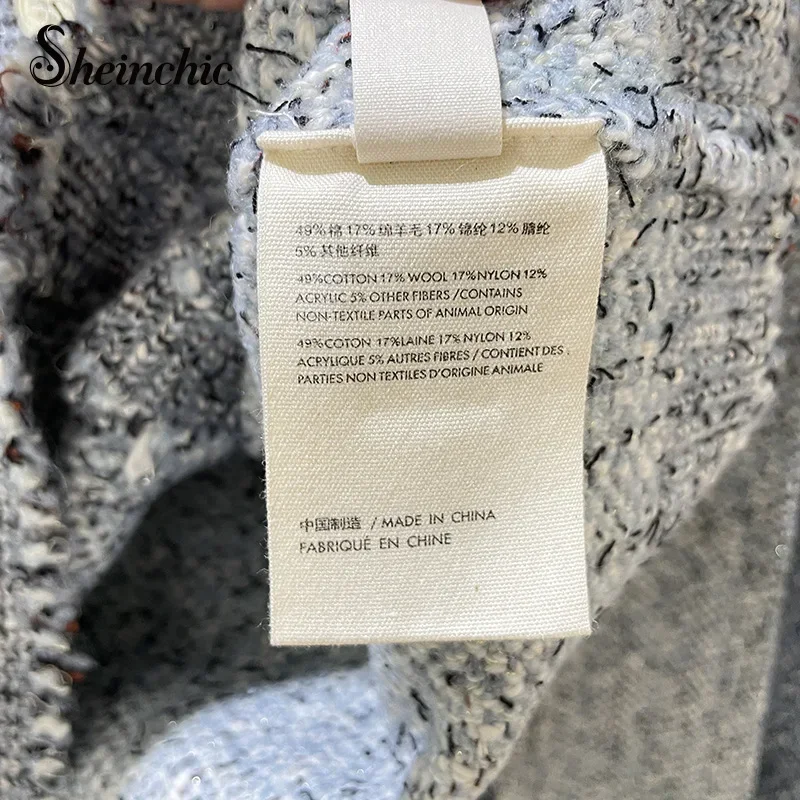 Sheinchic
49%棉 17% 绵羊毛 17% 锦纶 12% 腈纶
5% 其他纤维
49%COTTON 17% WOOL 17%NYLON 12%
ACRYLIC 5% OTHER FIBERS /CONTAINS
NON-TEXTILE PARTS OF ANIMAL ORIGIN
49%COTON 17%LAINE 17%NYLON 12%
ACRYLIQUE 5% AUTRES FIBRES / CONTIENT DES
PARTIES NON TEXTILES D'ORIGINE ANIMALE
中国制造 / MADE IN CHINA
FABRIQUÉ EN CHINE